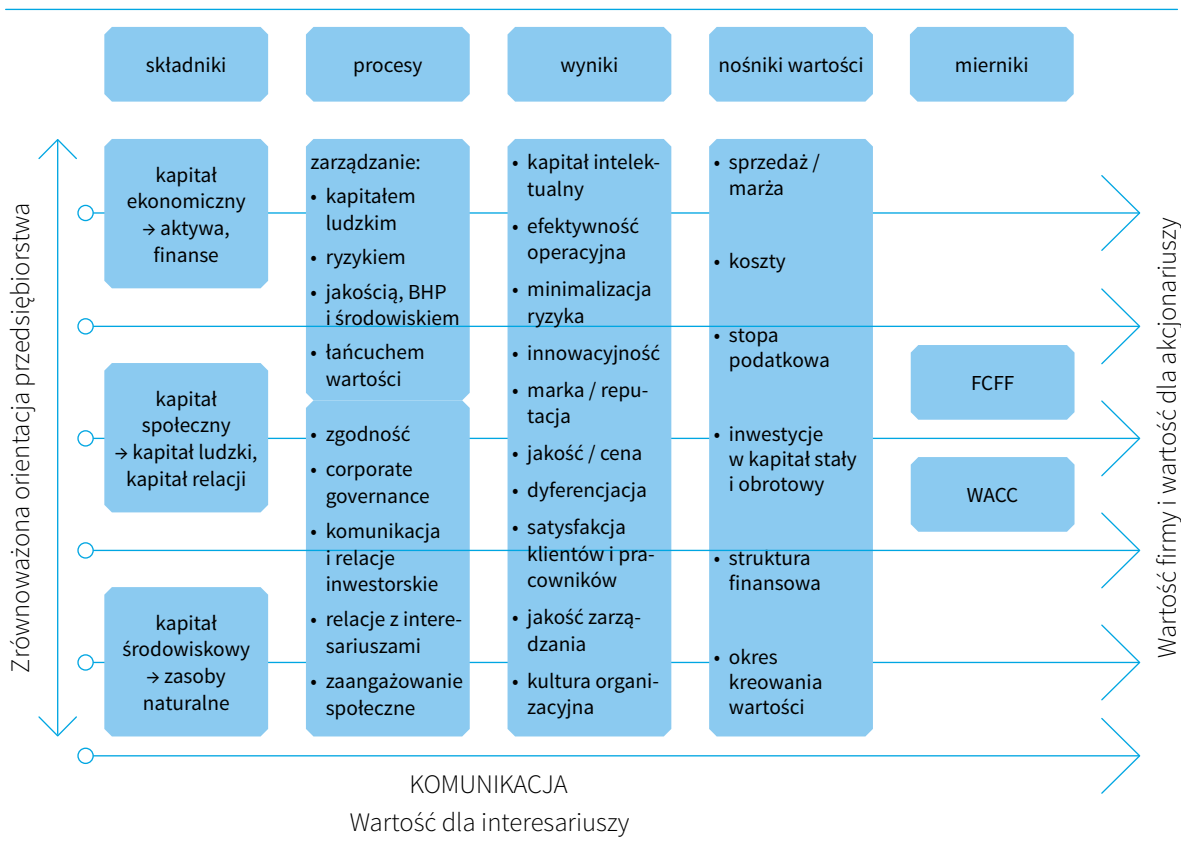 składniki
procesy
wyniki
nośniki wartości
mierniki
Zrównoważona orientacja przedsiębiorstwa
kapitał
ekonomiczny
→ aktywa,
finanse
kapitał
społeczny
→ kapitał ludzki,
kapitał relacji
kapitał
środowiskowy
→ zasoby
naturalne
zarządzanie:
• kapitałem
ludzkim
• ryzykiem
• jakością, BHP
i środowiskiem
• łańcuchem
wartości
• zgodność
• corporate
governance
• komunikacja
i relacje
inwestorskie
• relacje z intere-
sariuszami
• zaangażowanie
społeczne
• kapitał intelek-
tualny
• efektywność
operacyjna
• minimalizacja
ryzyka
• innowacyjność
• marka / repu-
tacja
• jakość / cena
• dyferencjacja
• satysfakcja
klientów i pra-
cowników
• jakość zarzą-
dzania
• kultura organi-
zacyjna
• sprzedaż /
marża
• koszty
• stopa
podatkowa
• inwestycje
w kapitał stały
i obrotowy
• struktura
finansowa
• okres
kreowania
wartości
FCFF
WACC
Wartość firmy i wartość dla akcjonariuszy
KOMUNIKACJA
Wartość dla interesariuszy